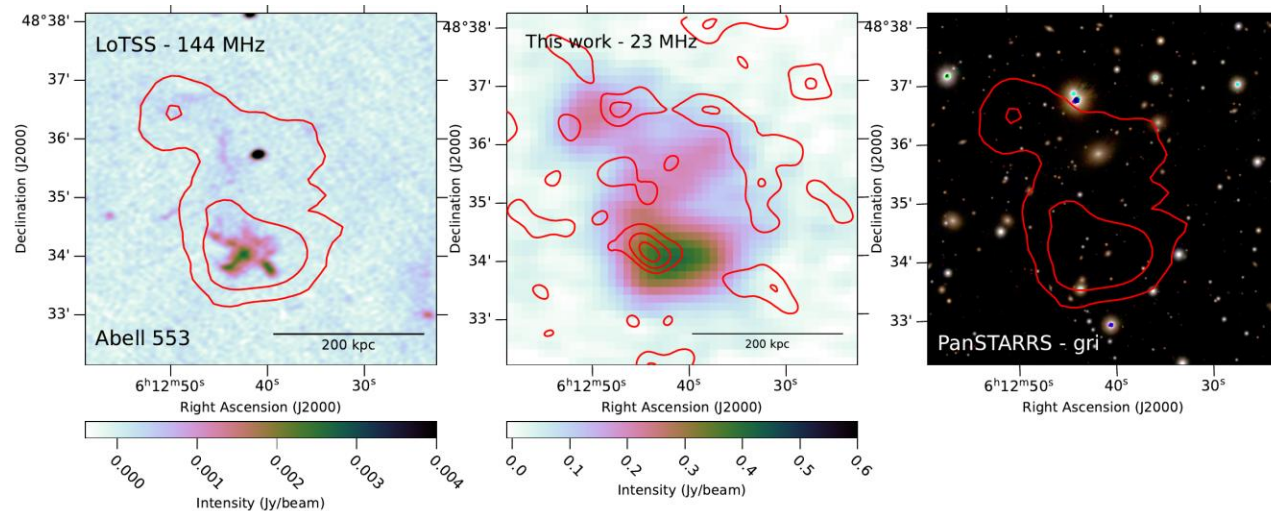 48°38'
LoTSS - 144 MHz
37'
36'
35'
34'
33'
Declination (J2000)
Abell 553
200 kpc
6ʰ12ᵐ50ˢ
40ˢ
30ˢ
Right Ascension (J2000)
0.000
0.001
0.002
0.003
0.004
Intensity (Jy/beam)
48°38'
This work - 23 MHz
37'
36'
35'
34'
33'
Declination (J2000)
200 kpc
6ʰ12ᵐ50ˢ
40ˢ
30ˢ
Right Ascension (J2000)
0.0
0.1
0.2
0.3
0.4
0.5
0.6
Intensity (Jy/beam)
48°38'
37'
36'
35'
34'
33'
Declination (J2000)
PanSTARRS - gri
6ʰ12ᵐ50ˢ
40ˢ
30ˢ
Right Ascension (J2000)